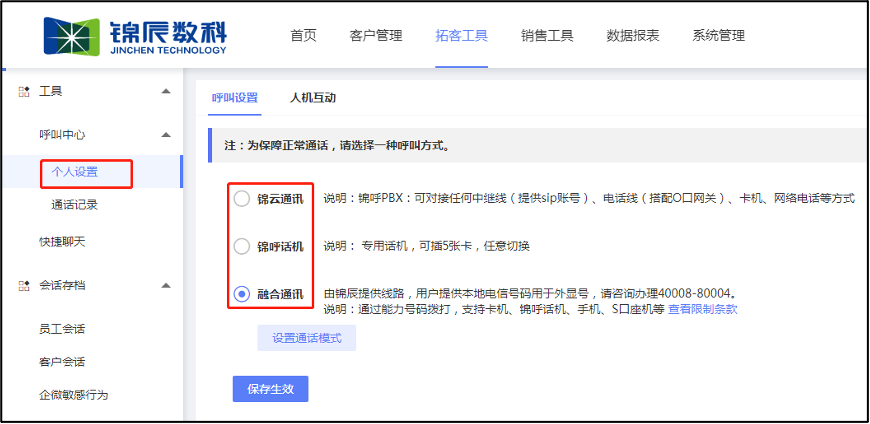 锦辰数科
JINCHEN TECHNOLOGY
首页
客户管理
拓客工具
销售工具
数据报表
系统管理
工具
呼叫中心
个人设置
通话记录
快捷聊天
会话存档
员工会话
客户会话
企微敏感行为
呼叫设置
人机互动
注：为保障正常通话，请选择一种呼叫方式。
锦云通讯 说明：锦呼PBX：可对接任何中继线（提供sip账号）、电话线（搭配O口网关）、卡机、网络电话等方式
锦呼话机 说明： 专用话机，可插5张卡，任意切换
融合通讯 由锦辰提供线路，用户提供本地电信号码用于外显号，请咨询办理40008-80004。
说明：通过能力号码拨打，支持卡机、锦呼话机、手机、S口座机等 查看限制条款
设置通话模式
保存生效